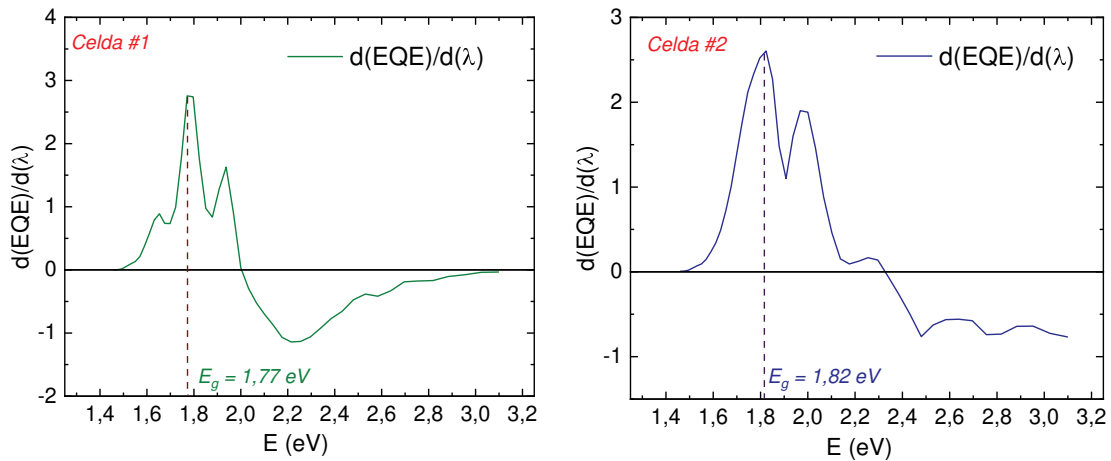 Celda #1
d(EQE)/d(λ)
d(EQE)/d(λ)
4
3
2
1
0
-1
-2
E_g = 1,77 eV
1,4 1,6 1,8 2,0 2,2 2,4 2,6 2,8 3,0 3,2
E (eV)
Celda #2
d(EQE)/d(λ)
d(EQE)/d(λ)
3
2
1
0
-1
E_g = 1,82 eV
1,4 1,6 1,8 2,0 2,2 2,4 2,6 2,8 3,0 3,2
E (eV)